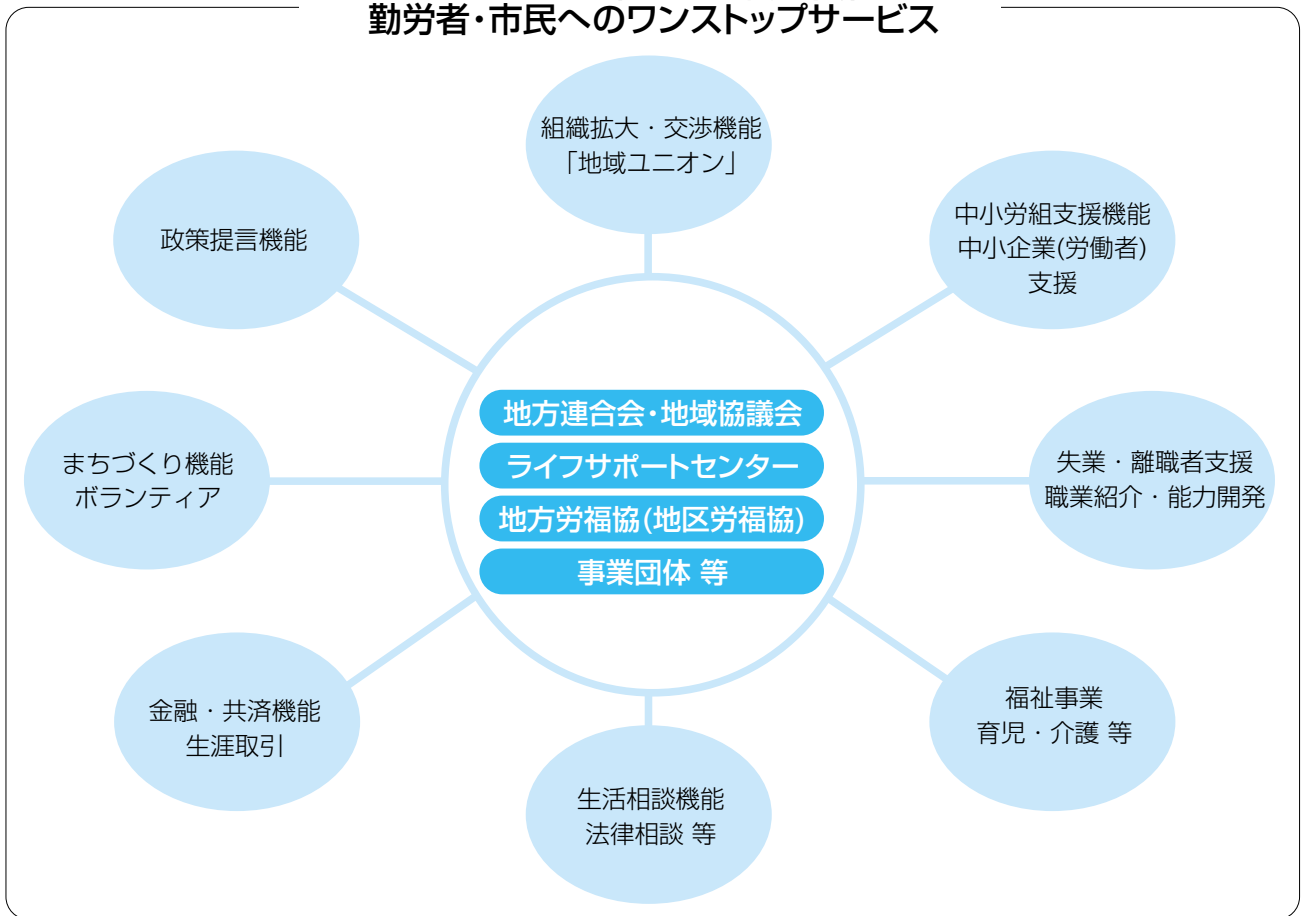 勤労者・市民へのワンストップサービス
組織拡大・交渉機能
「地域ユニオン」
中小労組支援機能
中小企業(労働者)
支援
政策提言機能
失業・離職者支援
職業紹介・能力開発
まちづくり機能
ボランティア
地方連合会・地域協議会
ライフサポートセンター
地方労福協(地区労福協)
事業団体 等
福祉事業
育児・介護 等
金融・共済機能
生涯取引
生活相談機能
法律相談 等